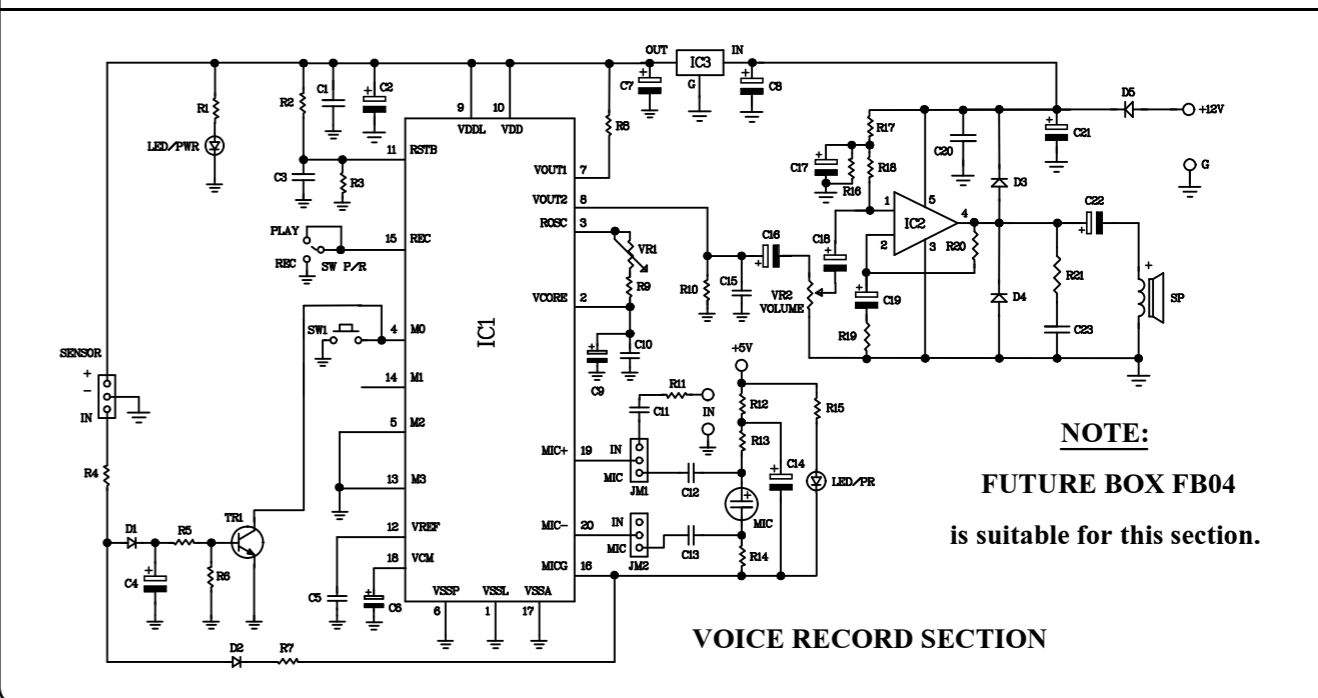 OUT IN
IC3
G
C7
C8
D5
+12V
R1
R2
C1
C2
9 10
VDDL VDD
R8
R17
C20
C21
LED/PWR
11 RSTB
VOUT1
7
C17
R16
R18
D3
G
C3
R3
VOUT2
8
1
5
IC2
4
C22
PLAY
15 REC
ROSC
3
C16
C18
2
3
R20
REC SW P/R
VR1
R9
R10
C15
VR2
VOLUME
C19
R21
SP
+
VCORE
2
D4
SW1
4 M0
IC1
C10
R19
C23
SENSOR
C9
+5V
+
-
IN
14 M1
R11
C11
IN
R12
R15
5 M2
R13
NOTE:
MIC+
19
IN
MIC
JM1
C12
C14
LED/PR
FUTURE BOX FB04
R4
13 M3
MIC
is suitable for this section.
TR1
D1
R5
12 VREF
MIC-
20
IN
MIC
JM2
C13
R14
C4
R6
18 VCM
MICG
16
C5
C6
VSSP VSSL VSSA
6 1 17
VOICE RECORD SECTION
D2
R7